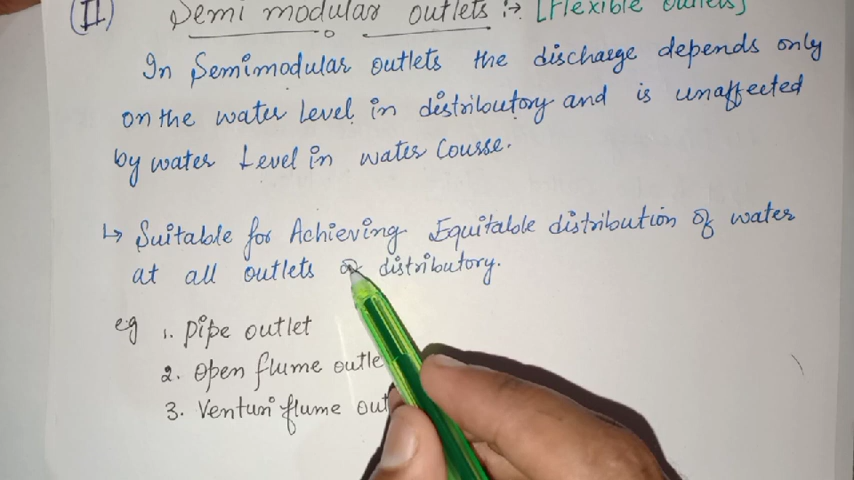 (II) Semi modular outlets :→ [Flexible outlets]
In Semimodular outlets the discharge depends only
on the water Level in distributory and is unaffected
by water Level in water Cousse.
↳ Suitable for Achieving Equitable distribution of water
at all outlets distributory.
eg 1. Pipe outlet
2. Open flume outle
3. Venturi flume out